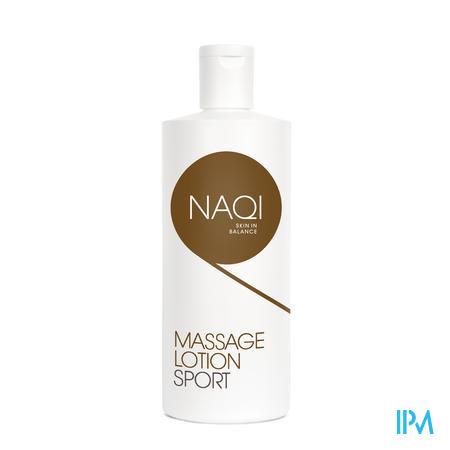 NAQI
SKIN IN
BALANCE
MASSAGE
LOTION
SPORT
IPM